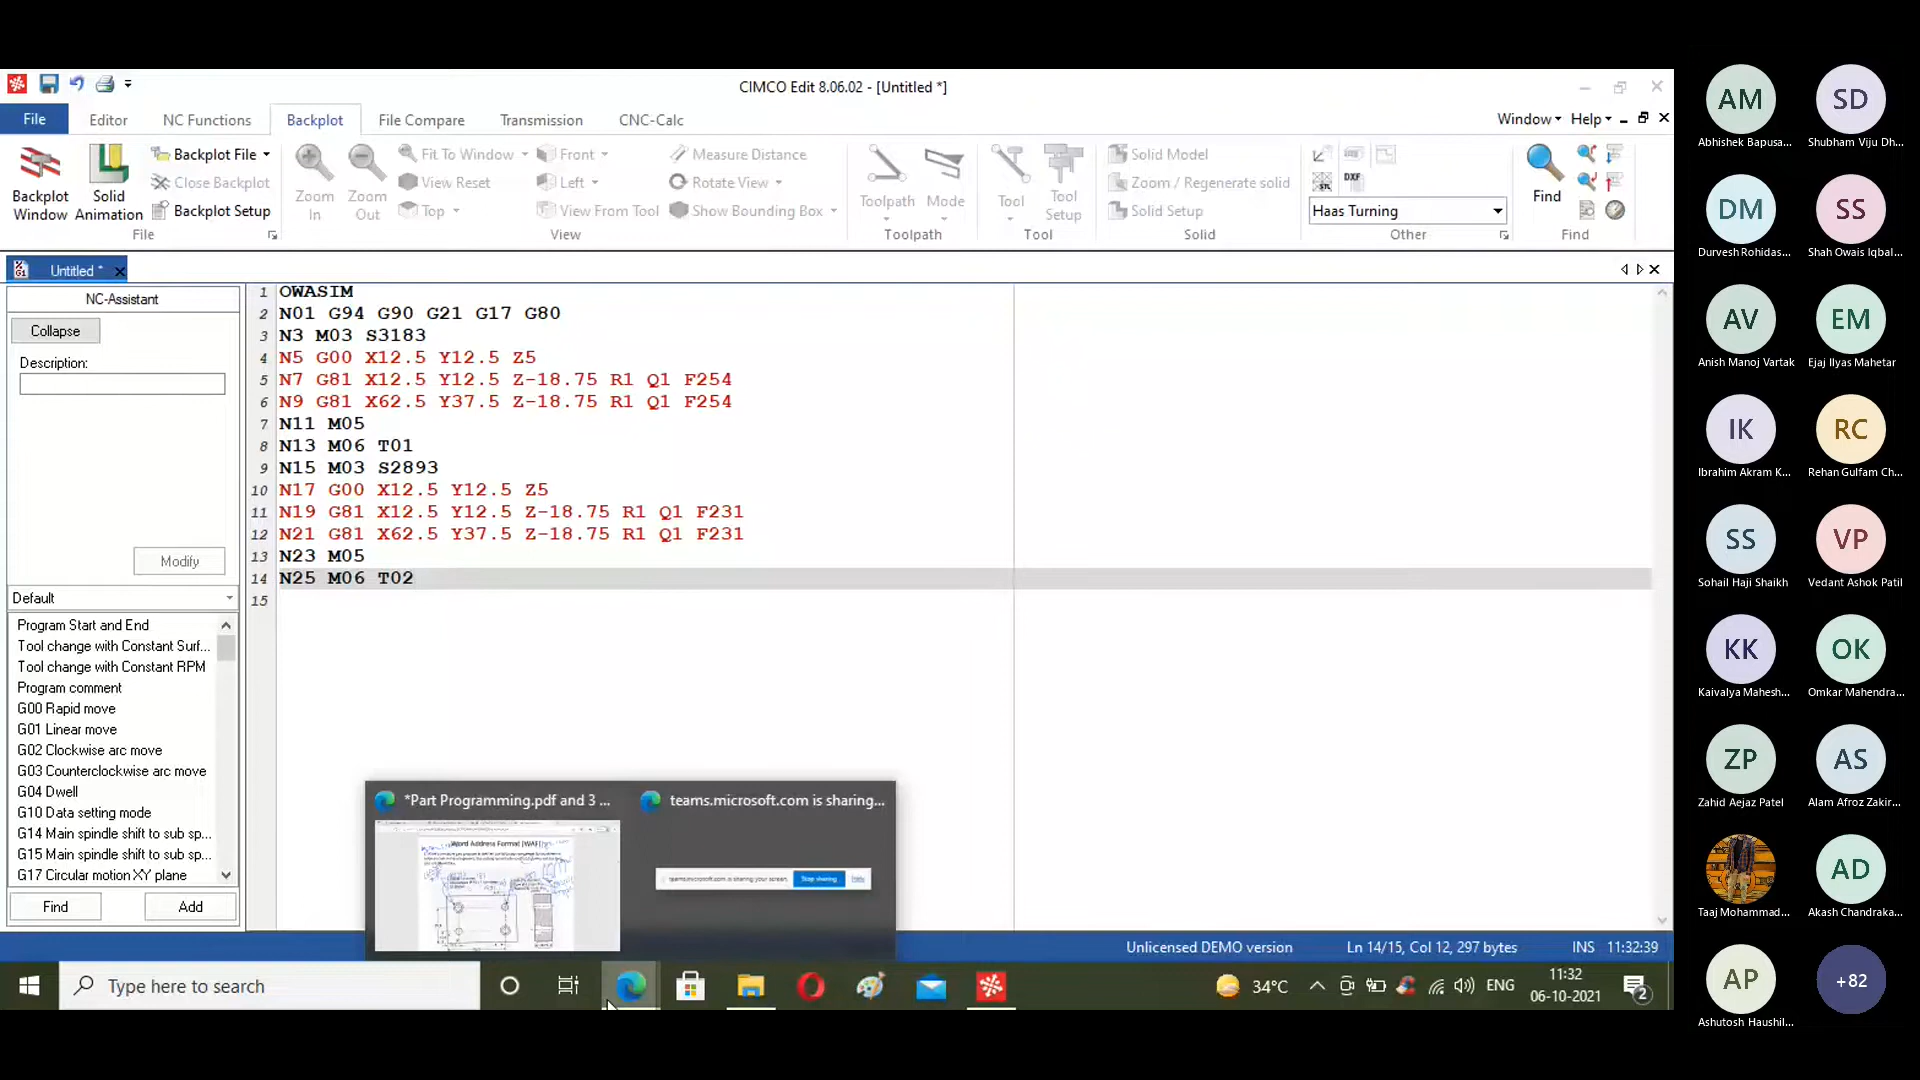 CIMCO Edit 8.06.02 - [Untitled *]
File Editor NC Functions Backplot File Compare Transmission CNC-Calc Window Help
Backplot Window
Solid Animation
Backplot File
Close Backplot
Backplot Setup
File
Zoom In
Zoom Out
Fit To Window
View Reset
Top
Front
Left
View From Tool
Measure Distance
Rotate View
Show Bounding Box
View
Toolpath
Mode
Toolpath
Tool
Tool Setup
Tool
Solid Model
Zoom / Regenerate solid
Solid Setup
Solid
STL
DXF
Haas Turning
Other
Find
Find
Untitled *
NC-Assistant
Collapse
Description:
Modify
Default
Program Start and End
Tool change with Constant Surf...
Tool change with Constant RPM
Program comment
G00 Rapid move
G01 Linear move
G02 Clockwise arc move
G03 Counterclockwise arc move
G04 Dwell
G10 Data setting mode
G14 Main spindle shift to sub sp...
G15 Main spindle shift to sub sp...
G17 Circular motion XY plane
Find Add
1 OWASIM
2 N01 G94 G90 G21 G17 G80
3 N3 M03 S3183
4 N5 G00 X12.5 Y12.5 Z5
5 N7 G81 X12.5 Y12.5 Z-18.75 R1 Q1 F254
6 N9 G81 X62.5 Y37.5 Z-18.75 R1 Q1 F254
7 N11 M05
8 N13 M06 T01
9 N15 M03 S2893
10 N17 G00 X12.5 Y12.5 Z5
11 N19 G81 X12.5 Y12.5 Z-18.75 R1 Q1 F231
12 N21 G81 X62.5 Y37.5 Z-18.75 R1 Q1 F231
13 N23 M05
14 N25 M06 T02
15
*Part Programming.pdf and 3 ...
Word Address Format [WAF]
teams.microsoft.com is sharing...
teams.microsoft.com is sharing your screen. Stop sharing Hide
Unlicensed DEMO version Ln 14/15, Col 12, 297 bytes INS 11:32:39
Type here to search
34°C ENG
11:32
06-10-2021
2
AM
Abhishek Bapusa...
SD
Shubham Viju Dh...
DM
Durvesh Rohidas...
SS
Shah Owais Iqbal...
AV
Anish Manoj Vartak
EM
Ejaj Ilyas Mahetar
IK
Ibrahim Akram K...
RC
Rehan Gulfam Ch...
SS
Sohail Haji Shaikh
VP
Vedant Ashok Patil
KK
Kaivalya Mahesh...
OK
Omkar Mahendra...
ZP
Zahid Aejaz Patel
AS
Alam Afroz Zakir...
Taaj Mohammad...
AD
Akash Chandraka...
AP
Ashutosh Haushil...
+82